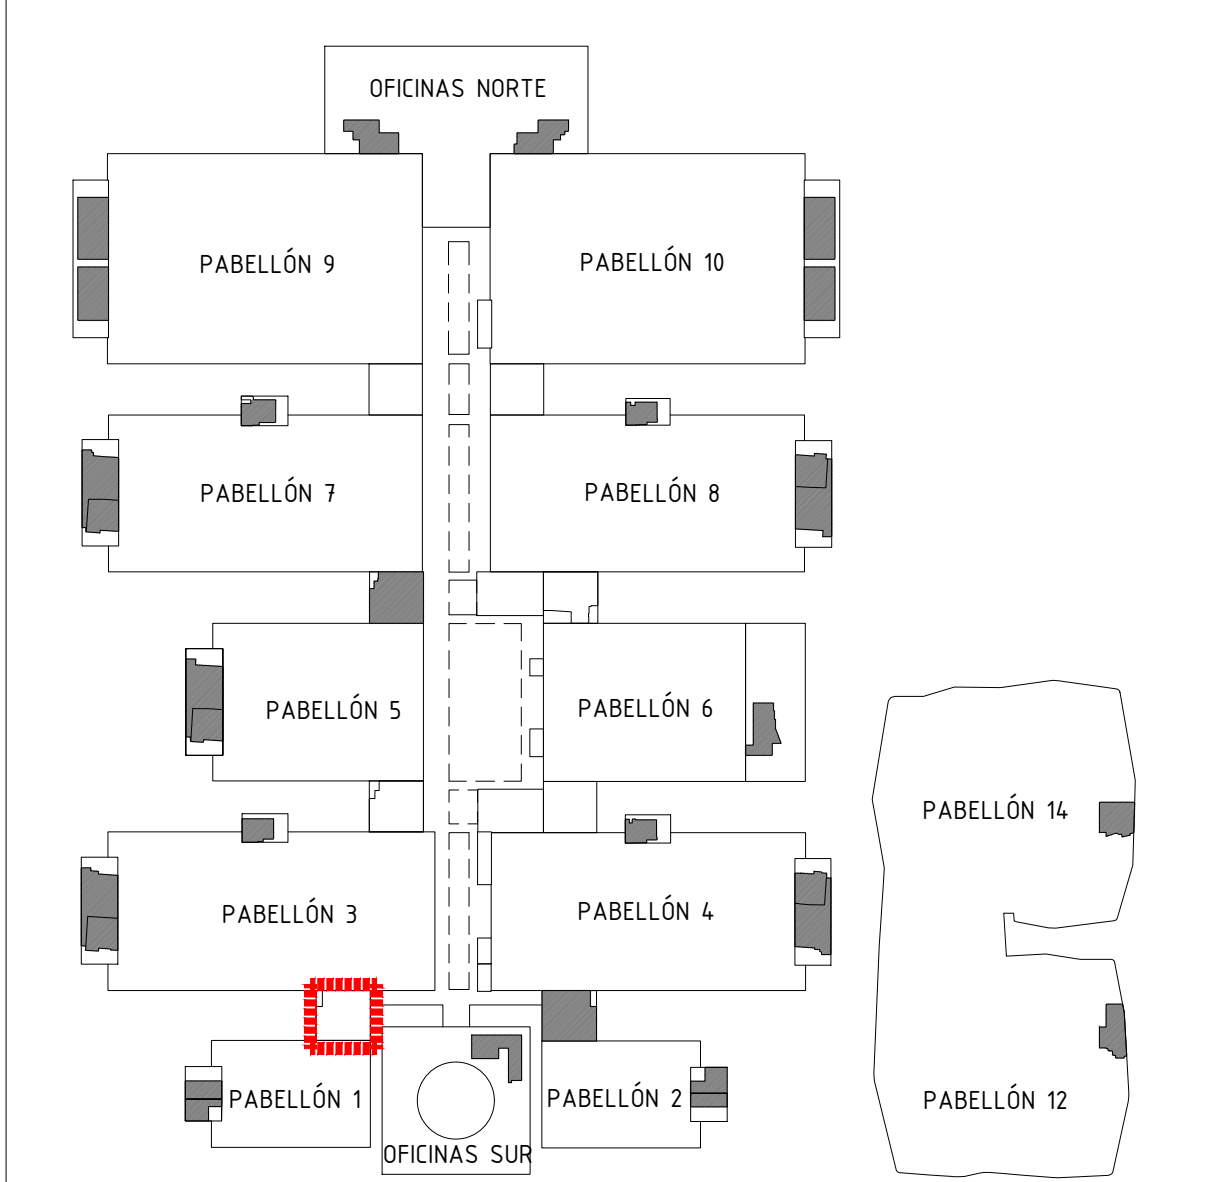 OFICINAS NORTE
PABELLÓN 9
PABELLÓN 10
PABELLÓN 7
PABELLÓN 8
PABELLÓN 5
PABELLÓN 6
PABELLÓN 14
PABELLÓN 3
PABELLÓN 4
PABELLÓN 1
PABELLÓN 2
PABELLÓN 12
OFICINAS SUR